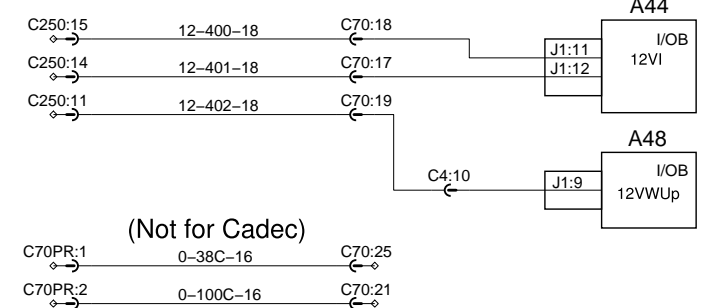 A44
C250:15 12–400–18 C70:18
I/OB
J1:11
12VI
C250:14 12–401–18 C70:17
J1:12
C250:11 12–402–18 C70:19
A48
I/OB
C4:10
J1:9
12VWUp
(Not for Cadec)
C70PR:1 0–38C–16 C70:25
C70PR:2 0–100C–16 C70:21